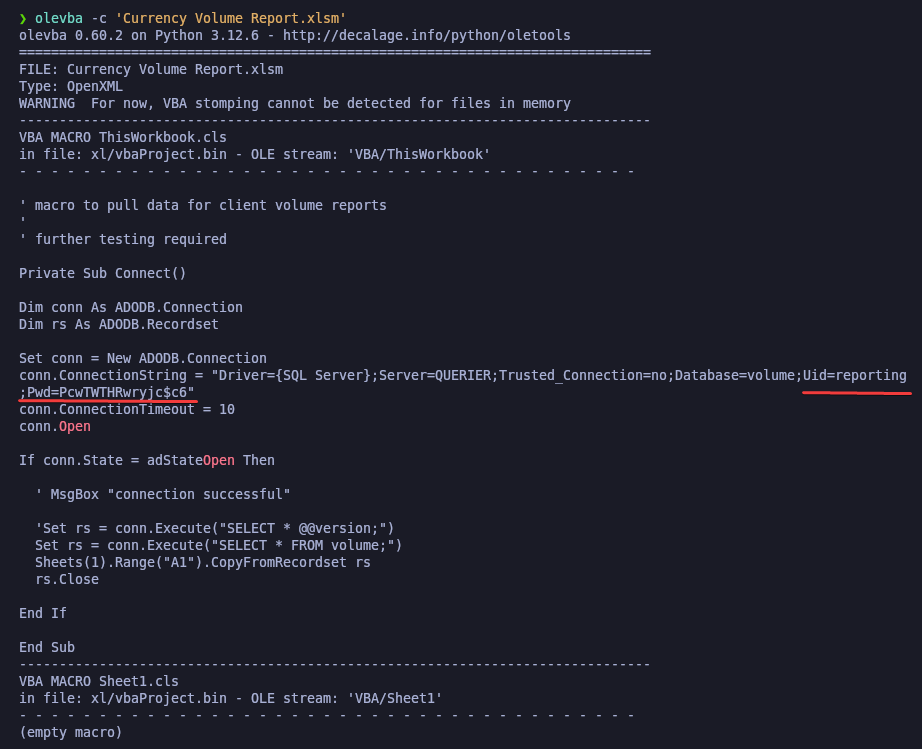 ❯ olevba -c 'Currency Volume Report.xlsm'
olevba 0.60.2 on Python 3.12.6 - http://decalage.info/python/oletools
===============================================================================
FILE: Currency Volume Report.xlsm
Type: OpenXML
WARNING  For now, VBA stomping cannot be detected for files in memory
-------------------------------------------------------------------------------
VBA MACRO ThisWorkbook.cls
in file: xl/vbaProject.bin - OLE stream: 'VBA/ThisWorkbook'
- - - - - - - - - - - - - - - - - - - - - - - - - - - - - - - - - - - - - - -
' macro to pull data for client volume reports
'
' further testing required
Private Sub Connect()
Dim conn As ADODB.Connection
Dim rs As ADODB.Recordset
Set conn = New ADODB.Connection
conn.ConnectionString = "Driver={SQL Server};Server=QUERIER;Trusted_Connection=no;Database=volume;Uid=reporting
;Pwd=PcwTWTHRwryjc$c6"
conn.ConnectionTimeout = 10
conn.Open
If conn.State = adStateOpen Then
  ' MsgBox "connection successful"
  'Set rs = conn.Execute("SELECT * @@version;")
  Set rs = conn.Execute("SELECT * FROM volume;")
  Sheets(1).Range("A1").CopyFromRecordset rs
  rs.Close
End If
End Sub
-------------------------------------------------------------------------------
VBA MACRO Sheet1.cls
in file: xl/vbaProject.bin - OLE stream: 'VBA/Sheet1'
- - - - - - - - - - - - - - - - - - - - - - - - - - - - - - - - - - - - - - -
(empty macro)